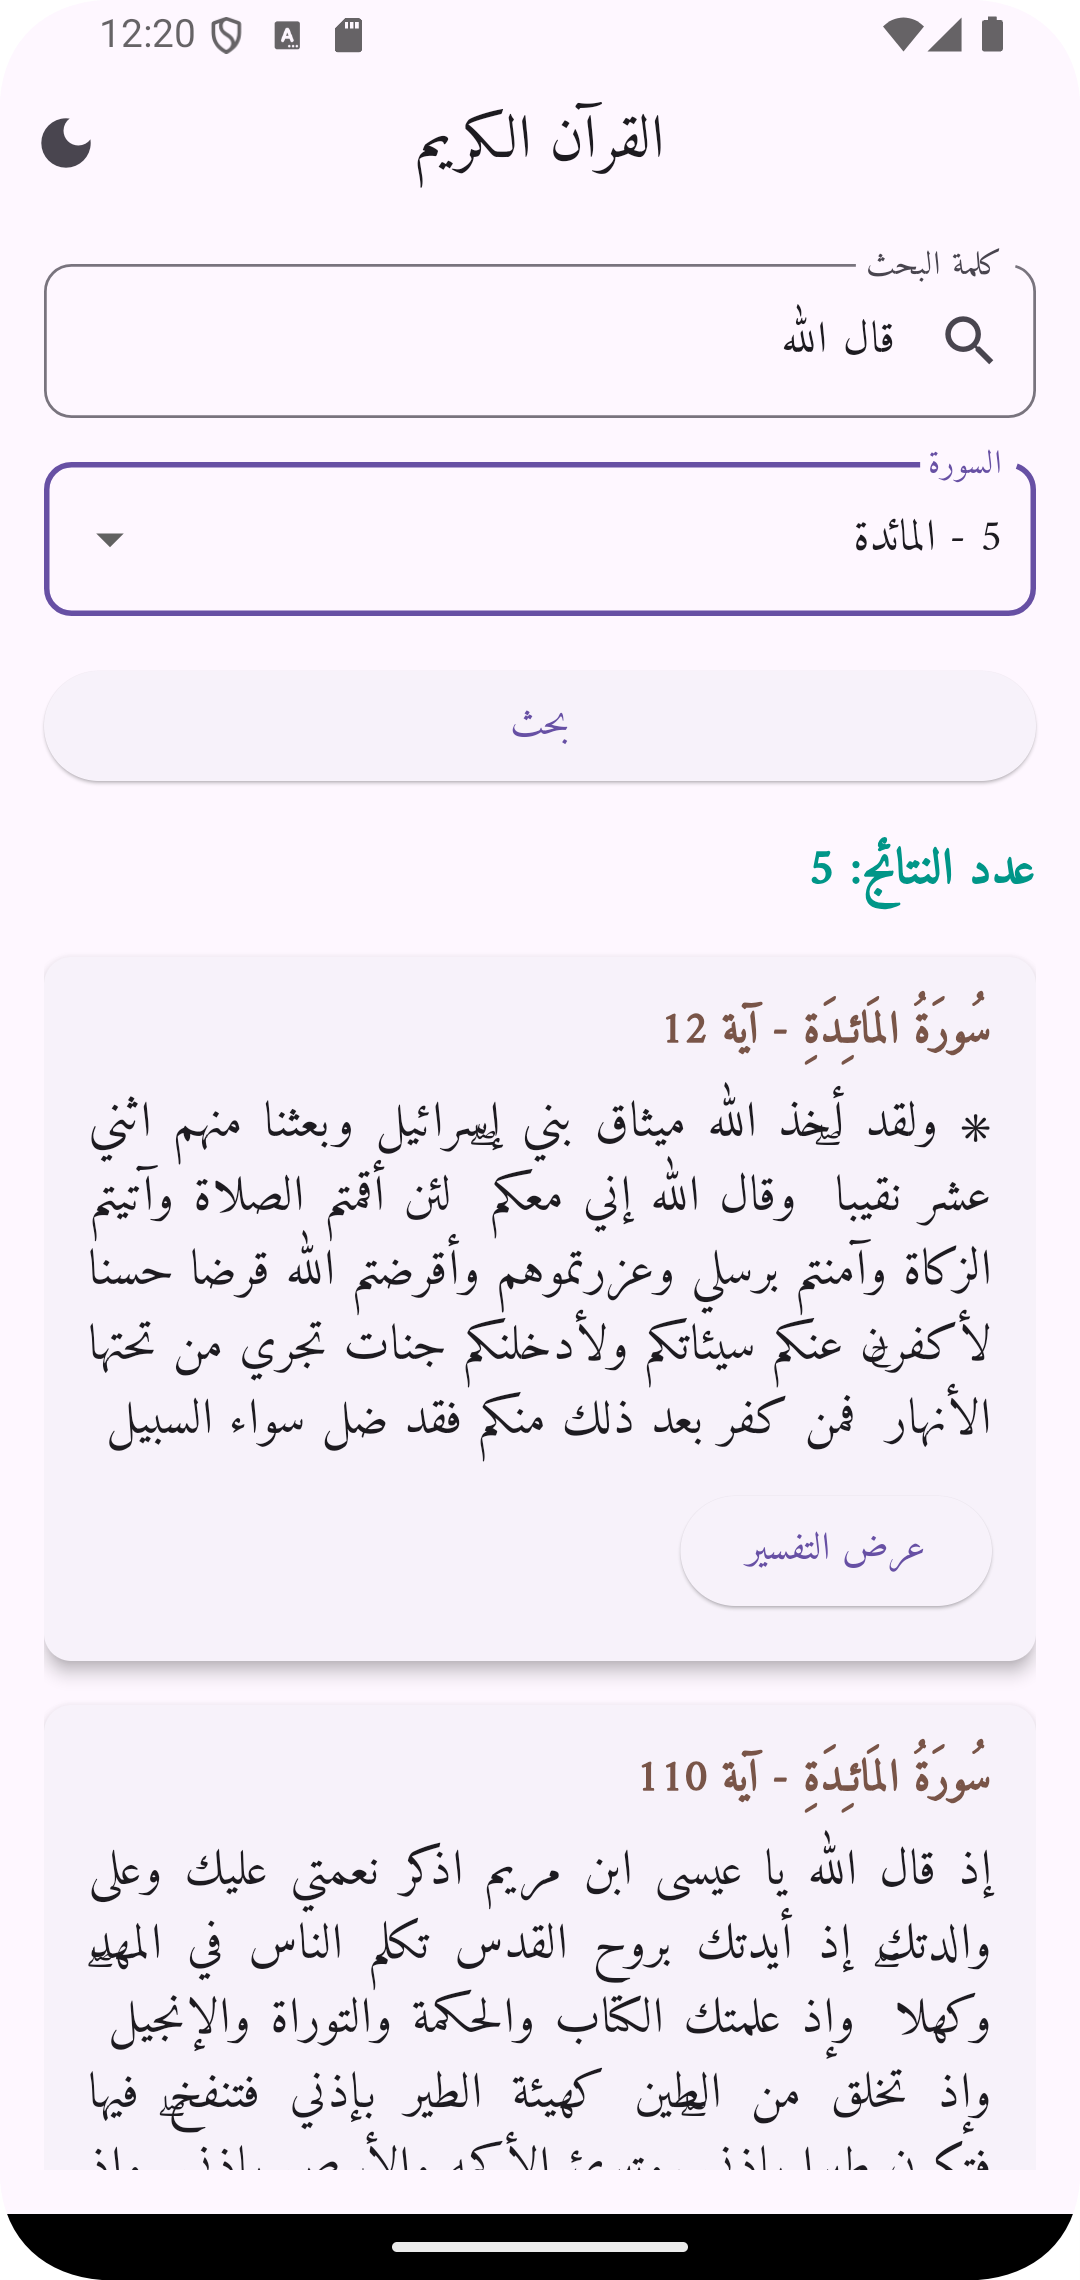 12:20
القرآن الكريم
كلمة البحث
قال الله
السورة
5 - المائدة
بحث
عدد النتائج: 5
سُورَةُ المَائِدَةِ - آية 12
* ولقد أخذ الله ميثاق بني إسرائيل وبعثنا منهم اثني
عشر نقيبا وقال الله إني معكم لئن أقمتم الصلاة وآتيتم
الزكاة وآمنتم برسلي وعزرتموهم وأقرضتم الله قرضا حسنا
لأكفرن عنكم سيئاتكم ولأدخلنكم جنات تجري من تحتها
الأنهار فمن كفر بعد ذلك منكم فقد ضل سواء السبيل
عرض التفسير
سُورَةُ المَائِدَةِ - آية 110
إذ قال الله يا عيسى ابن مريم اذكر نعمتي عليك وعلى
والدتك إذ أيدتك بروح القدس تكلم الناس في المهد
وكهلا وإذ علمتك الكتاب والحكمة والتوراة والإنجيل
وإذ تخلق من الطين كهيئة الطير بإذني فتنفخ فيها